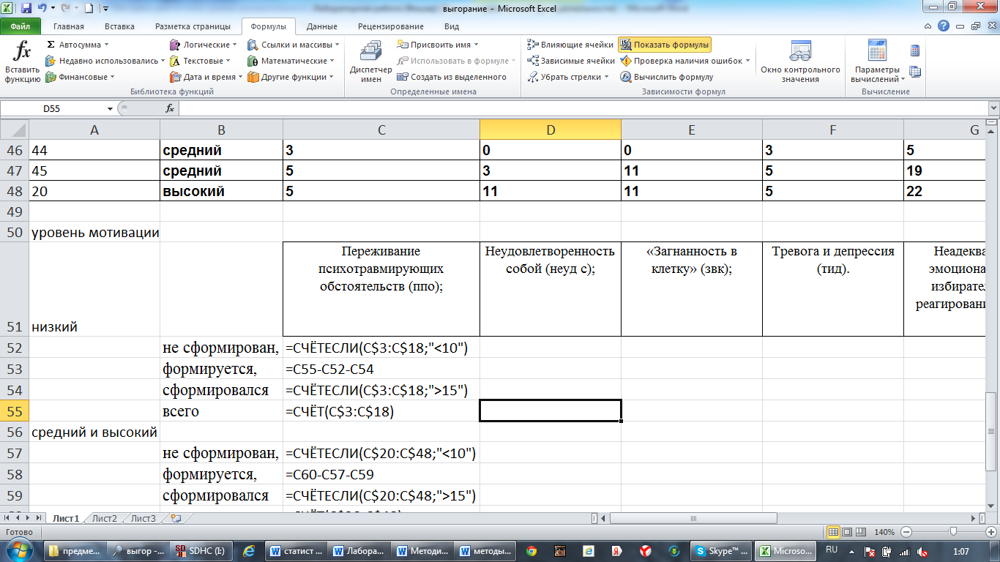 выгорание - Microsoft Excel
Файл Главная Вставка Разметка страницы Формулы Данные Рецензирование Вид
fx Вставить функцию
Σ Автосумма
Недавно использовались
Финансовые
Логические
Текстовые
Дата и время
Ссылки и массивы
Математические
Другие функции
Библиотека функций
Диспетчер имен
Присвоить имя
Использовать в формуле
Создать из выделенного
Определенные имена
Влияющие ячейки
Зависимые ячейки
Убрать стрелки
Показать формулы
Проверка наличия ошибок
Вычислить формулу
Зависимости формул
Окно контрольного значения
Параметры вычислений
Вычисление
D55 fx
A B C D E F G
46 44 средний 3 0 0 3 5
47 45 средний 5 3 11 5 19
48 20 высокий 5 11 11 5 22
49
50 уровень мотивации
Переживание
психотравмирующих
обстоятельств (ппо);
Неудовлетворенность
собой (неуд с);
«Загнанность в
клетку» (звк);
Тревога и депрессия
(тид).
Неадеква
эмоциона
избирател
реагирован
51 низкий
52 не сформирован, =СЧЁТЕСЛИ(C$3:C$18;"<10")
53 формируется, =C55-C52-C54
54 сформировался =СЧЁТЕСЛИ(C$3:C$18;">15")
55 всего =СЧЁТ(C$3:C$18)
56 средний и высокий
57 не сформирован, =СЧЁТЕСЛИ(C$20:C$48;"<10")
58 формируется, =C60-C57-C59
59 сформировался =СЧЁТЕСЛИ(C$20:C$48;">15")
Лист1 Лист2 Лист3
Готово 140%
предме... выгор -... SDHC (I:) статист ... Лабора... Методи... методы... Skype™ ... Microso... RU 1:07